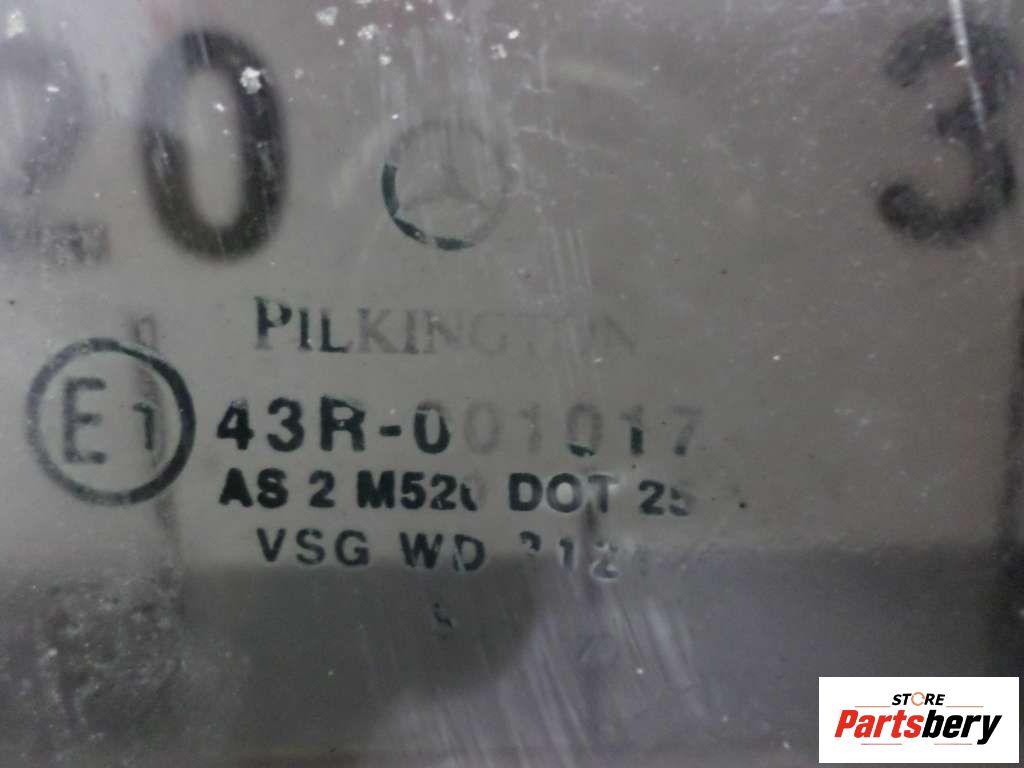 20 3
PILKINGTON
E1 43R-001017
AS 2 M520 DOT 25
VSG WD
STORE
Partsbery